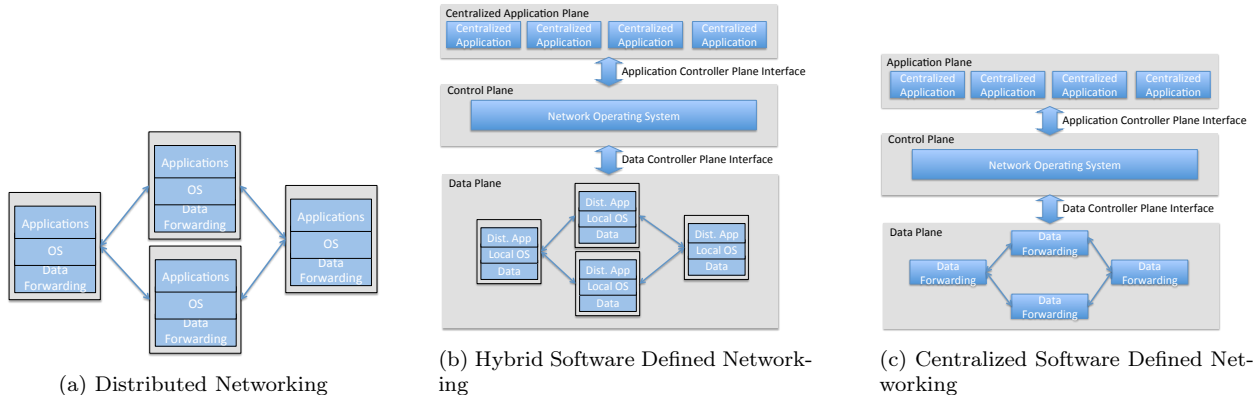 Applications
OS
Data
Forwarding
Applications
OS
Data
Forwarding
Applications
OS
Data
Forwarding
Applications
OS
Data
Forwarding
(a) Distributed Networking
Centralized Application Plane
Centralized
Application
Centralized
Application
Centralized
Application
Centralized
Application
Application Controller Plane Interface
Control Plane
Network Operating System
Data Controller Plane Interface
Data Plane
Dist. App
Local OS
Data
Dist. App
Local OS
Data
Dist. App
Local OS
Data
Dist. App
Local OS
Data
(b) Hybrid Software Defined Network-
ing
Application Plane
Centralized
Application
Centralized
Application
Centralized
Application
Centralized
Application
Application Controller Plane Interface
Control Plane
Network Operating System
Data Controller Plane Interface
Data Plane
Data
Forwarding
Data
Forwarding
Data
Forwarding
Data
Forwarding
(c) Centralized Software Defined Net-
working